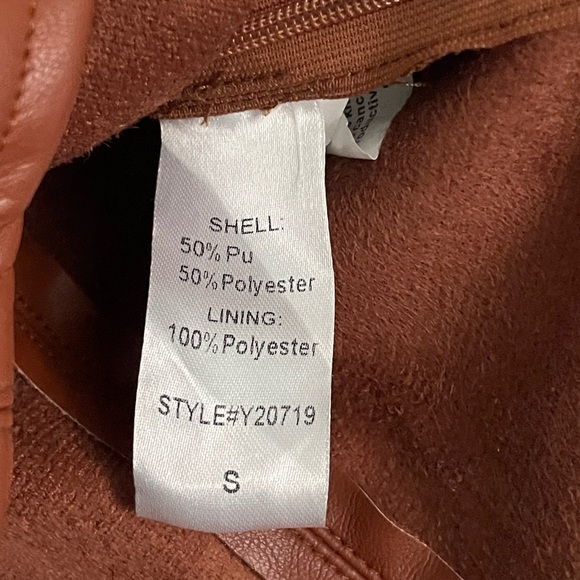 SHELL:
50% Pu
50%Polyester
LINING:
100%Polyester
STYLE#Y20719
S